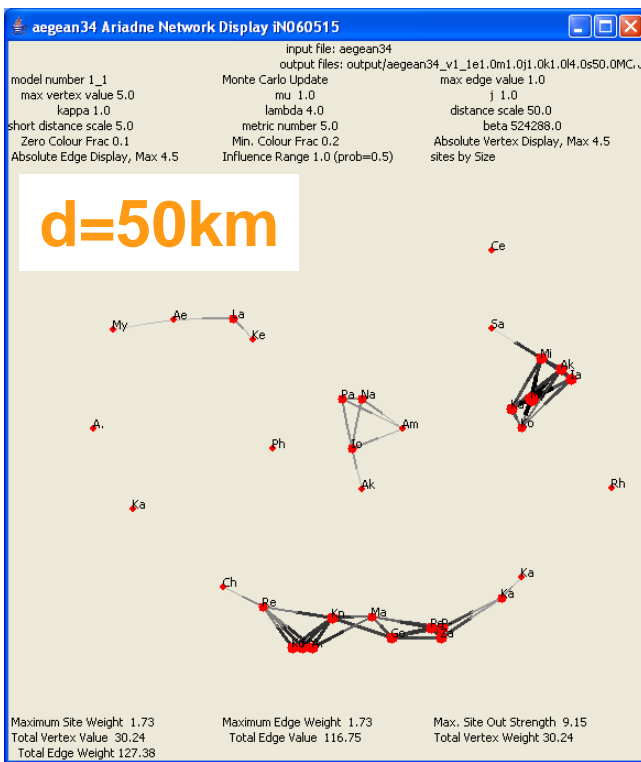 aegean34 Ariadne Network Display iN060515
input file: aegean34
output files: output/aegean34_v1_1e1.0m1.0j1.0k1.0l4.0s50.0MC.
model number 1_1 Monte Carlo Update max edge value 1.0
max vertex value 5.0 mu 1.0 j 1.0
kappa 1.0 lambda 4.0 distance scale 50.0
short distance scale 5.0 metric number 5.0 beta 524288.0
Zero Colour Frac 0.1 Min. Colour Frac 0.2 Absolute Vertex Display, Max 4.5
Absolute Edge Display, Max 4.5 Influence Range 1.0 (prob=0.5) sites by Size
d=50km
Ce
My Ae La Sa
Ke
Mi
Ak
Ia
Pa Na
Ko
A. Am
Ph Io
Ak Rh
Ka
Ch Ka
Re Ka
Kn Ma
Go Za
Maximum Site Weight 1.73 Maximum Edge Weight 1.73 Max. Site Out Strength 9.15
Total Vertex Value 30.24 Total Edge Value 116.75 Total Vertex Weight 30.24
Total Edge Weight 127.38